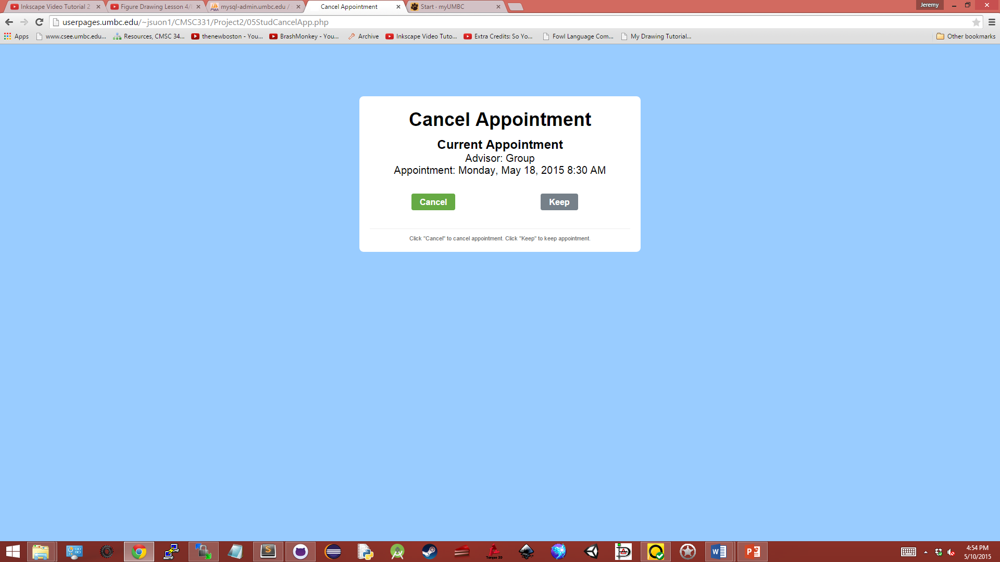 Inkscape Video Tutorial 2
Figure Drawing Lesson 4/
mysql-admin.umbc.edu /
Cancel Appointment
Start · myUMBC
Jeremy
userpages.umbc.edu/~jsuon1/CMSC331/Project2/05StudCancelApp.php
Apps
www.csee.umbc.edu...
Resources, CMSC 34...
thenewboston - You...
BrashMonkey - You...
Archive
Inkscape Video Tuto...
Extra Credits: So Yo...
Fowl Language Com...
My Drawing Tutorial...
Other bookmarks
Cancel Appointment
Current Appointment
Advisor: Group
Appointment: Monday, May 18, 2015 8:30 AM
Cancel
Keep
Click "Cancel" to cancel appointment. Click "Keep" to keep appointment.
4:54 PM
5/10/2015